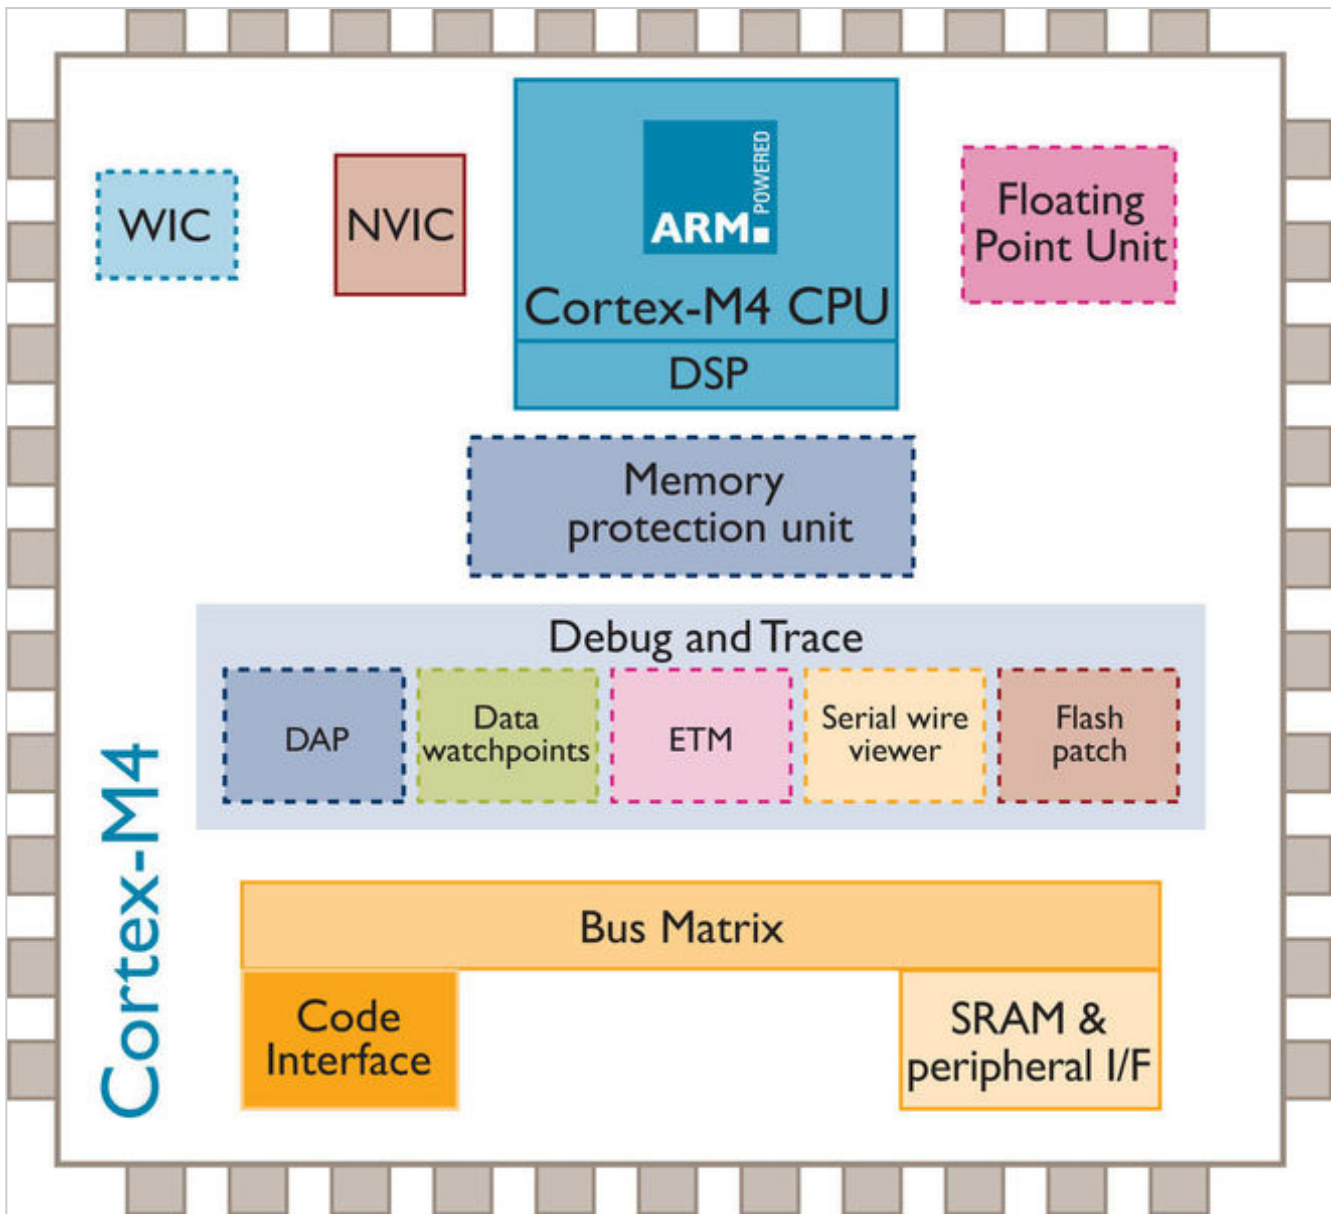 WIC
NVIC
ARM
POWERED
Cortex-M4 CPU
DSP
Floating
Point Unit
Memory
protection unit
Debug and Trace
DAP
Data
watchpoints
ETM
Serial wire
viewer
Flash
patch
Cortex-M4
Bus Matrix
Code
Interface
SRAM &
peripheral I/F